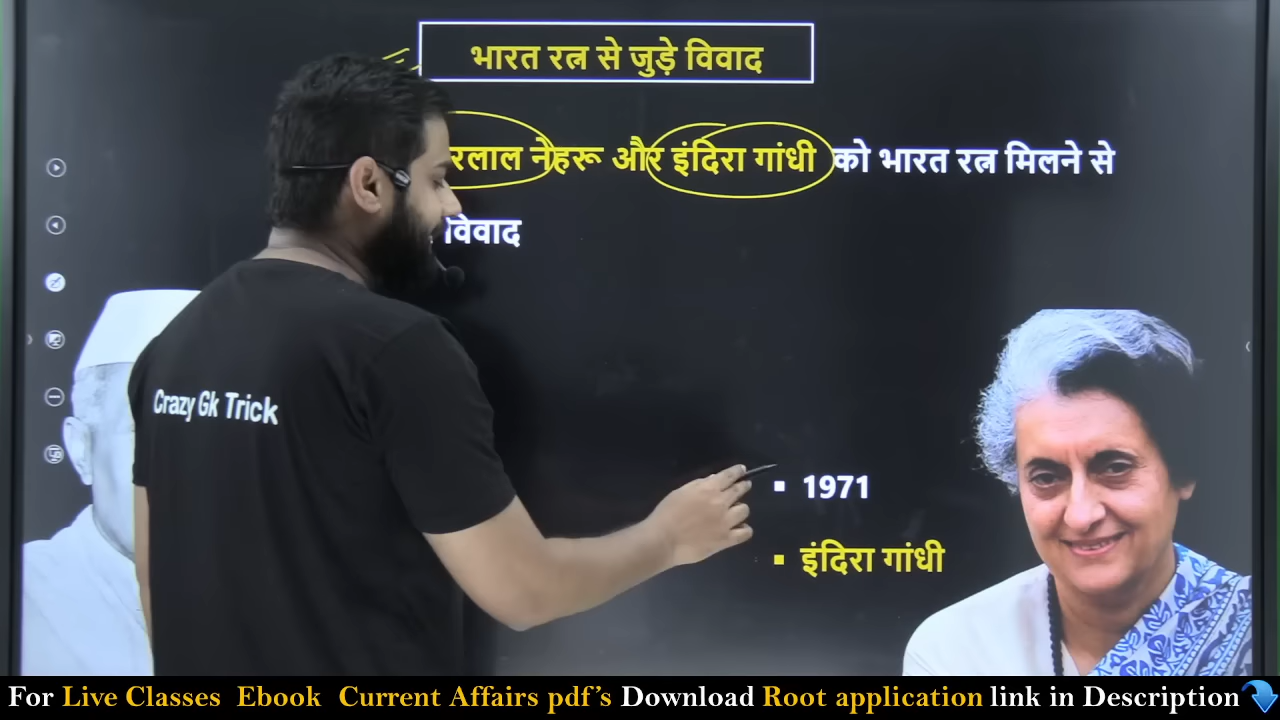 भारत रत्न से जुड़े विवाद
नेहरू और इंदिरा गांधी को भारत रत्न मिलने से
विवाद
Crazy Gk Trick
1971
इंदिरा गांधी
For Live Classes Ebook Current Affairs pdf's Download Root application link in Description